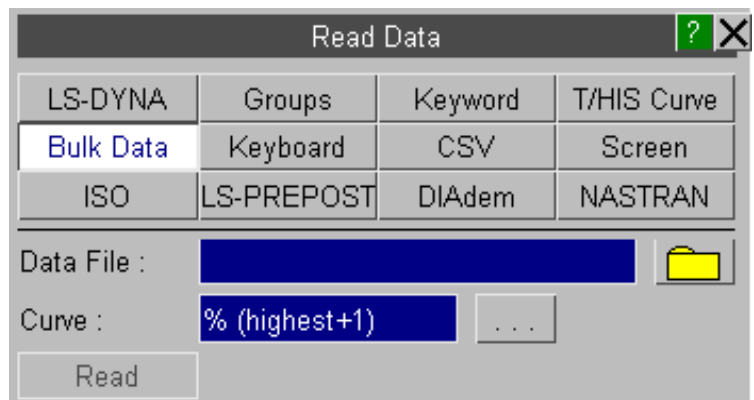 Read Data ? X
LS-DYNA Groups Keyword T/HIS Curve
Bulk Data Keyboard CSV Screen
ISO LS-PREPOST DIAdem NASTRAN
Data File :
Curve : % (highest+1) . . .
Read